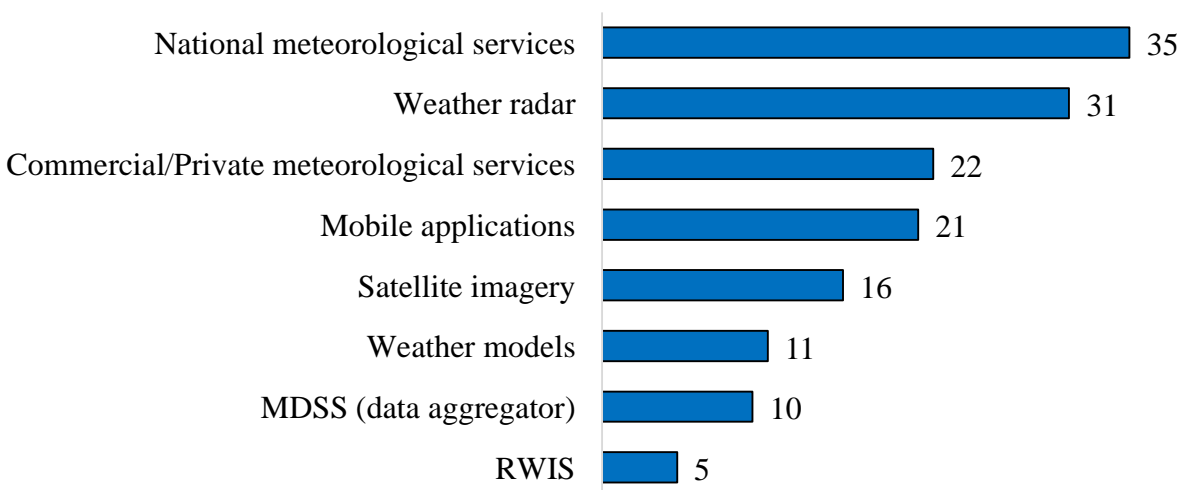 National meteorological services 35
Weather radar 31
Commercial/Private meteorological services 22
Mobile applications 21
Satellite imagery 16
Weather models 11
MDSS (data aggregator) 10
RWIS 5